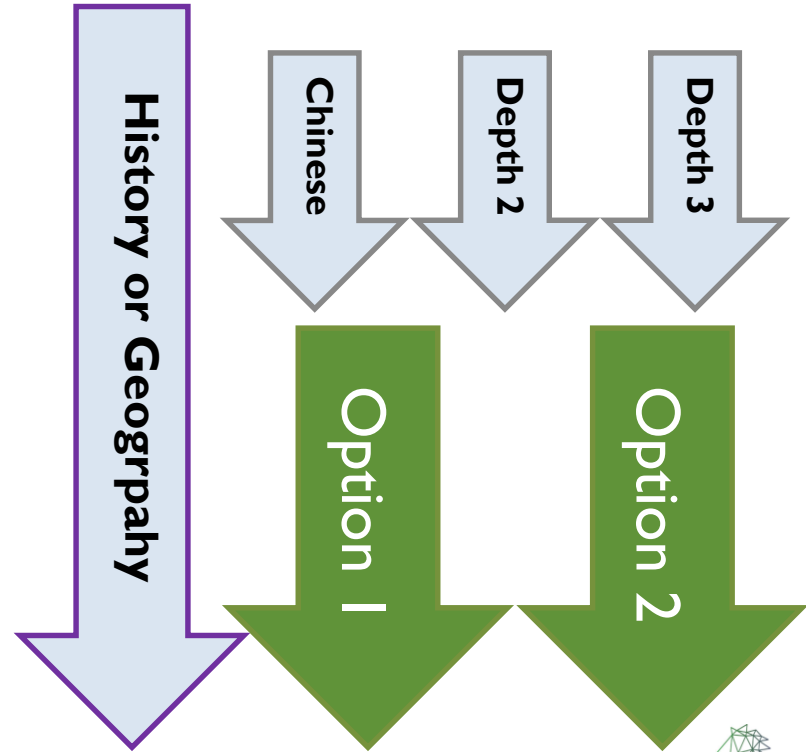 History or Geogrpahy
Chinese
Depth 2
Depth 3
Option 1
Option 2